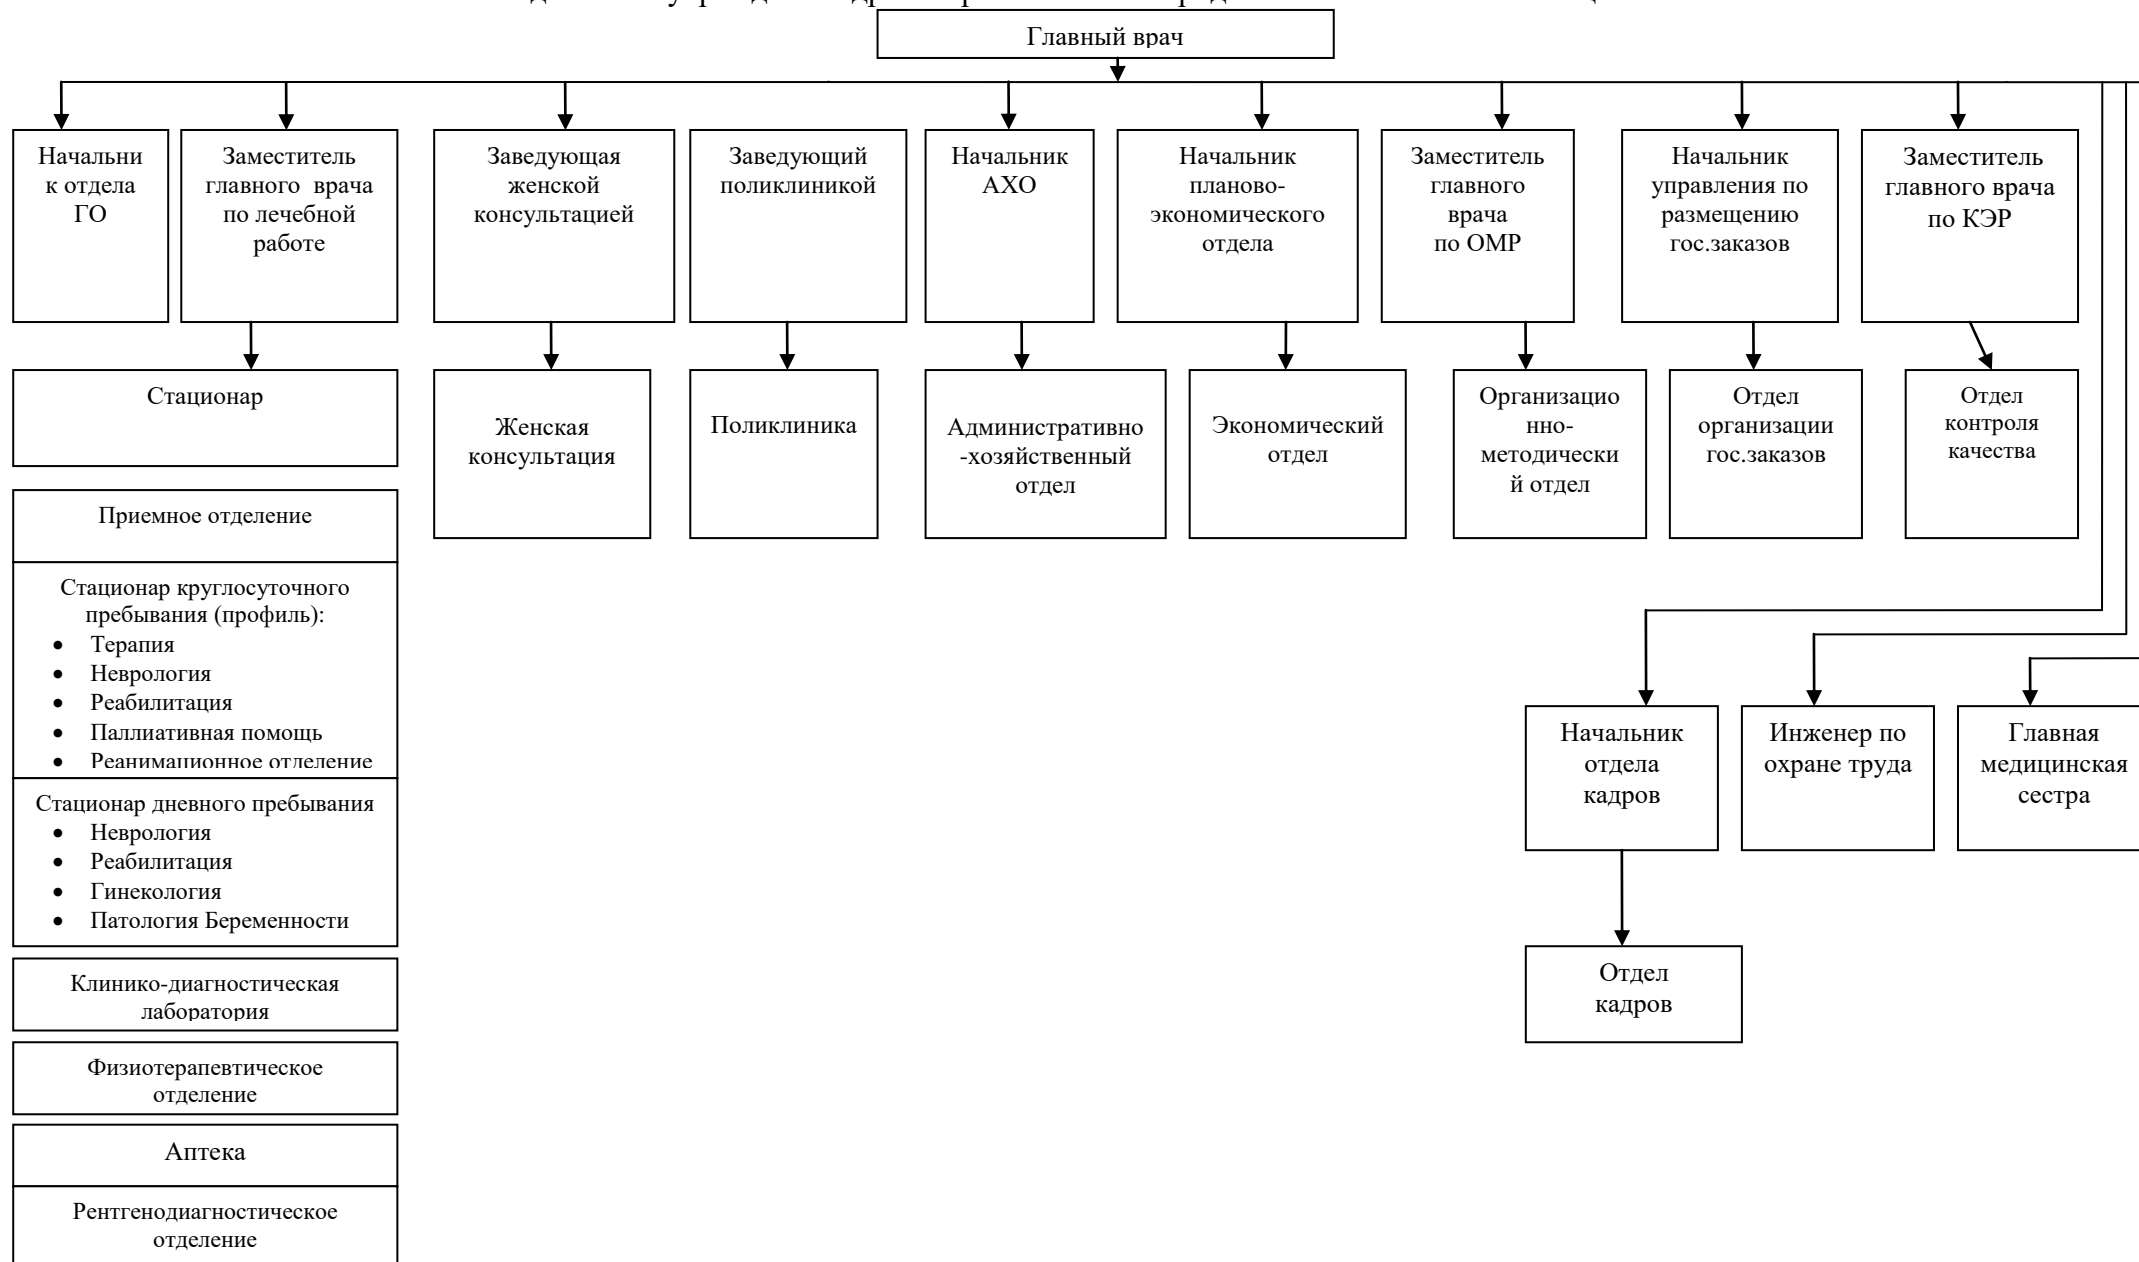 Главный врач
Начальни
к отдела
ГО
Заместитель
главного врача
по лечебной
работе
Заведующая
женской
консультацией
Заведующий
поликлиникой
Начальник
АХО
Начальник
планово-
экономического
отдела
Заместитель
главного
врача
по ОМР
Начальник
управления по
размещению
гос.заказов
Заместитель
главного врача
по КЭР
Стационар
Женская
консультация
Поликлиника
Административно
-хозяйственный
отдел
Экономический
отдел
Организацио
нно-
методически
й отдел
Отдел
организации
гос.заказов
Отдел
контроля
качества
Приемное отделение
Стационар круглосуточного
пребывания (профиль):
• Терапия
• Неврология
• Реабилитация
• Паллиативная помощь
• Реанимационное отделение
Стационар дневного пребывания
• Неврология
• Реабилитация
• Гинекология
• Патология Беременности
Клинико-диагностическая
лаборатория
Физиотерапевтическое
отделение
Аптека
Рентгенодиагностическое
отделение
Начальник
отдела
кадров
Инженер по
охране труда
Главная
медицинская
сестра
Отдел
кадров